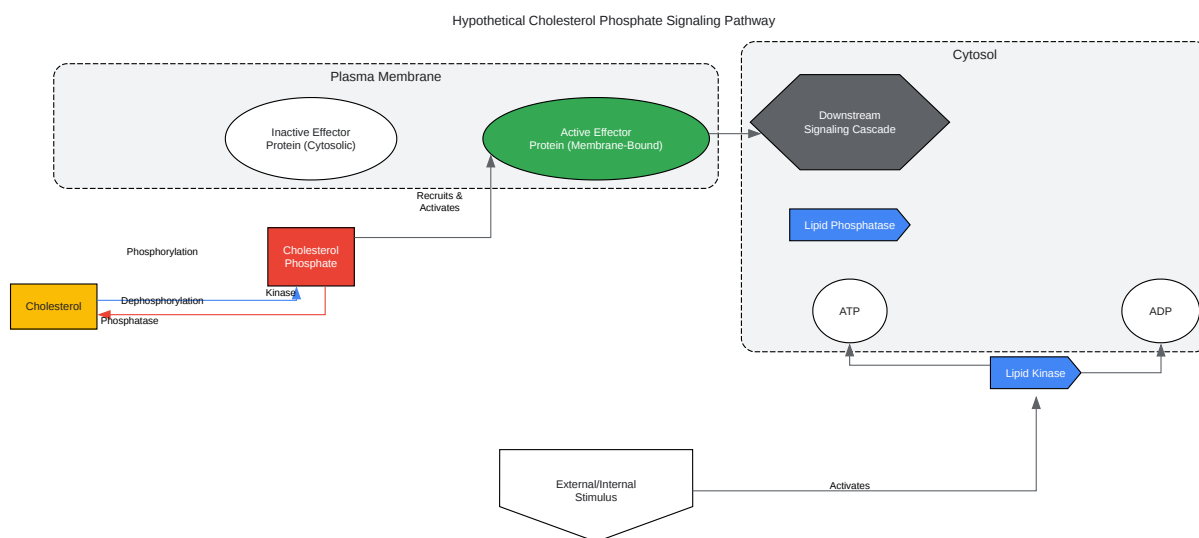 Hypothetical Cholesterol Phosphate Signaling Pathway
Plasma Membrane
Cytosol
Inactive Effector
Protein (Cytosolic)
Active Effector
Protein (Membrane-Bound)
Downstream
Signaling Cascade
Recruits &
Activates
Lipid Phosphatase
Phosphorylation
Cholesterol
Phosphate
Cholesterol
Dephosphorylation
Kinase
Phosphatase
ATP
ADP
Lipid Kinase
External/Internal
Stimulus
Activates